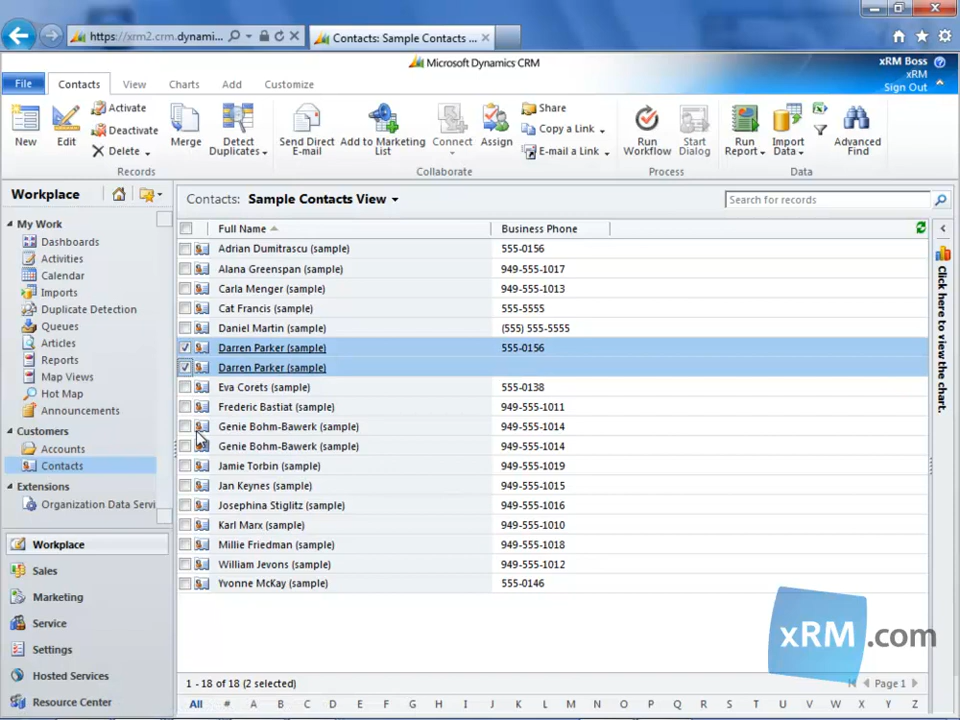 https://xrm2.crm.dynami...
Contacts: Sample Contacts ...
Microsoft Dynamics CRM
xRM Boss
xRM
Sign Out
File
Contacts
View
Charts
Add
Customize
New
Edit
Activate
Deactivate
Delete
Merge
Detect
Duplicates
Send Direct
E-mail
Add to Marketing
List
Connect
Assign
Share
Copy a Link
E-mail a Link
Run
Workflow
Start
Dialog
Run
Report
Import
Data
Advanced
Find
Records
Collaborate
Process
Data
Workplace
My Work
Dashboards
Activities
Calendar
Imports
Duplicate Detection
Queues
Articles
Reports
Map Views
Hot Map
Announcements
Customers
Accounts
Contacts
Extensions
Organization Data Servi
Workplace
Sales
Marketing
Service
Settings
Hosted Services
Resource Center
Contacts: Sample Contacts View
Search for records
Full Name Business Phone
Adrian Dumitrascu (sample) 555-0156
Alana Greenspan (sample) 949-555-1017
Carla Menger (sample) 949-555-1013
Cat Francis (sample) 555-5555
Daniel Martin (sample) (555) 555-5555
Darren Parker (sample) 555-0156
Darren Parker (sample)
Eva Corets (sample) 555-0138
Frederic Bastiat (sample) 949-555-1011
Genie Bohm-Bawerk (sample) 949-555-1014
Genie Bohm-Bawerk (sample) 949-555-1014
Jamie Torbin (sample) 949-555-1019
Jan Keynes (sample) 949-555-1015
Josephina Stiglitz (sample) 949-555-1016
Karl Marx (sample) 949-555-1010
Millie Friedman (sample) 949-555-1018
William Jevons (sample) 949-555-1012
Yvonne McKay (sample) 555-0146
Click here to view the chart.
xRM.com
1 - 18 of 18 (2 selected)
Page 1
All # A B C D E F G H I J K L M N O P Q R S T U V W X Y Z